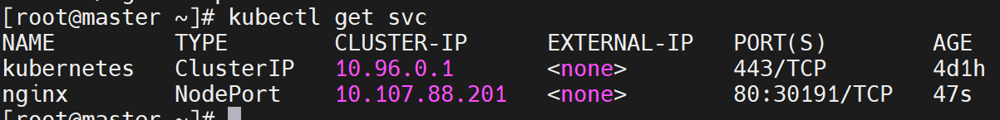 [root@master ~]# kubectl get svc
NAME TYPE CLUSTER-IP EXTERNAL-IP PORT(S) AGE
kubernetes ClusterIP 10.96.0.1 <none> 443/TCP 4d1h
nginx NodePort 10.107.88.201 <none> 80:30191/TCP 47s
[root@master ~]#